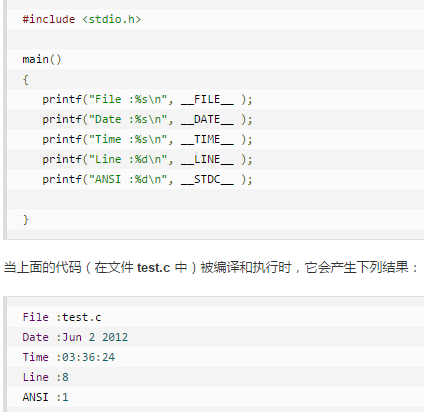 #include <stdio.h>
main()
{
printf("File :%s\n", __FILE__ );
printf("Date :%s\n", __DATE__ );
printf("Time :%s\n", __TIME__ );
printf("Line :%d\n", __LINE__ );
printf("ANSI :%d\n", __STDC__ );
}
当上面的代码（在文件 test.c 中）被编译和执行时，它会产生下列结果：
File :test.c
Date :Jun 2 2012
Time :03:36:24
Line :8
ANSI :1